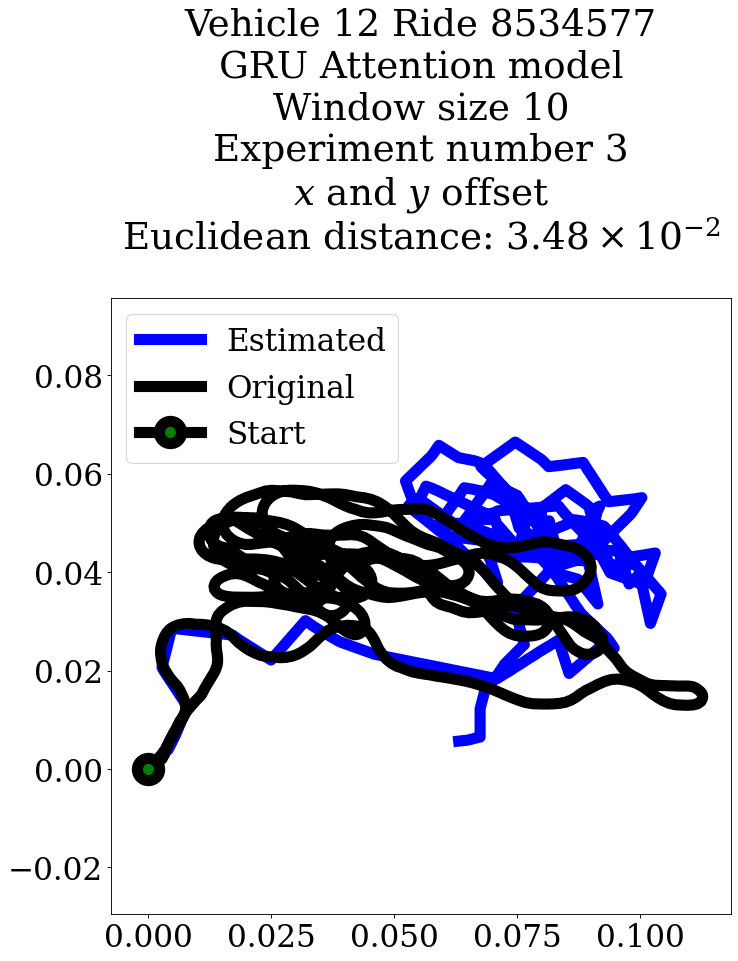 Vehicle 12 Ride 8534577
GRU Attention model
Window size 10
Experiment number 3
x and y offset
Euclidean distance: 3.48 × 10⁻²
Estimated
Original
Start
0.08
0.06
0.04
0.02
0.00
−0.02
0.000 0.025 0.050 0.075 0.100